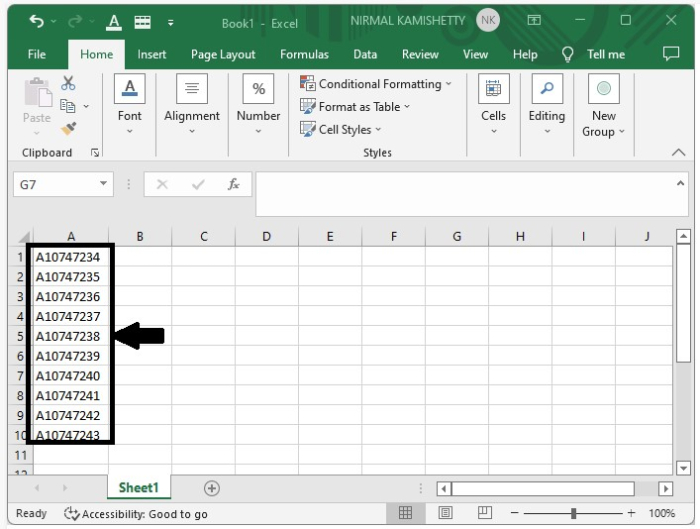 Book1 - Excel NIRMAL KAMISHETTY NK
File Home Insert Page Layout Formulas Data Review View Help Tell me
Paste
Clipboard
A
Font
Alignment
%
Number
Conditional Formatting
Format as Table
Cell Styles
Styles
Cells
Editing
New
Group
G7 fx
A B C D E F G H I J
1 A10747234
2 A10747235
3 A10747236
4 A10747237
5 A10747238
6 A10747239
7 A10747240
8 A10747241
9 A10747242
10 A10747243
11
12
Sheet1
Ready Accessibility: Good to go 100%